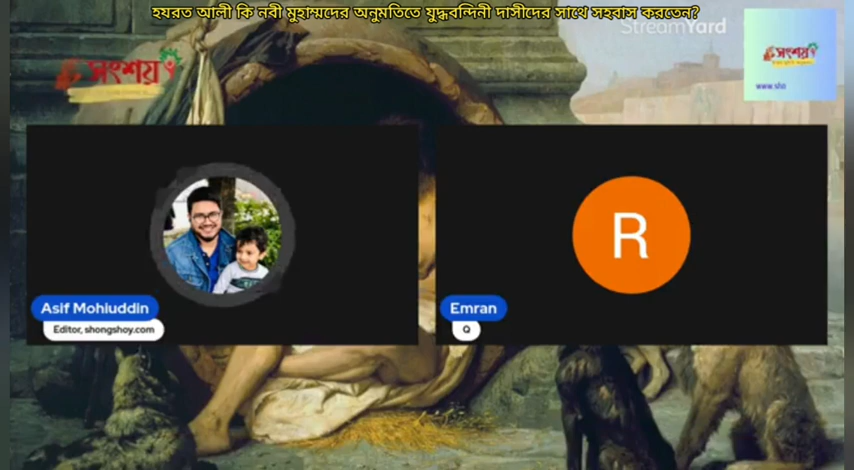 হযরত আলী কি নবী মুহাম্মদের অনুমতিতে যুদ্ধবন্দিনী দাসীদের সাথে সহবাস করতেন?
StreamYard
সংশয়
সংশয়
R
Asif Mohiuddin
Editor, shongshoy.com
Emran
Q